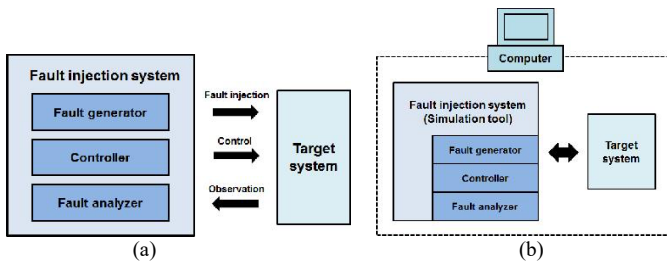 Fault injection system
Fault generator
Controller
Fault analyzer
Fault injection
Control
Observation
Target
system
(a)
Computer
Fault injection system
(Simulation tool)
Fault generator
Controller
Fault analyzer
Target
system
(b)